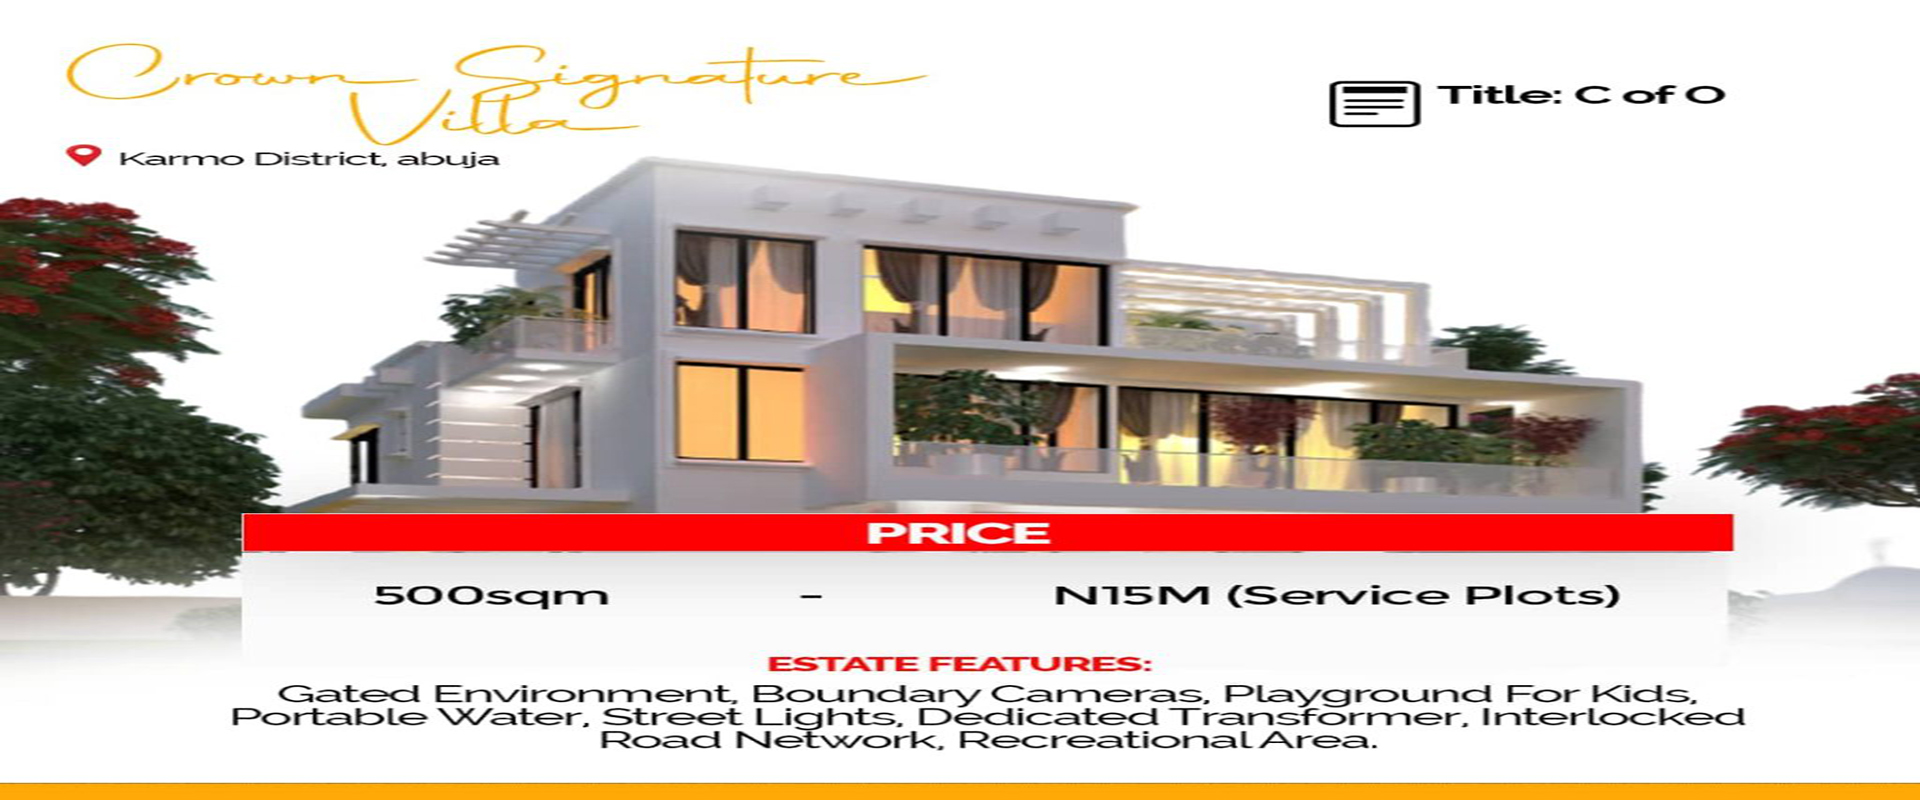 Crown Signature
Villa
Karmo District, abuja
Title: C of O
PRICE
500sqm - N15M (Service Plots)
ESTATE FEATURES:
Gated Environment, Boundary Cameras, Playground For Kids,
Portable Water, Street Lights, Dedicated Transformer, Interlocked
Road Network, Recreational Area.